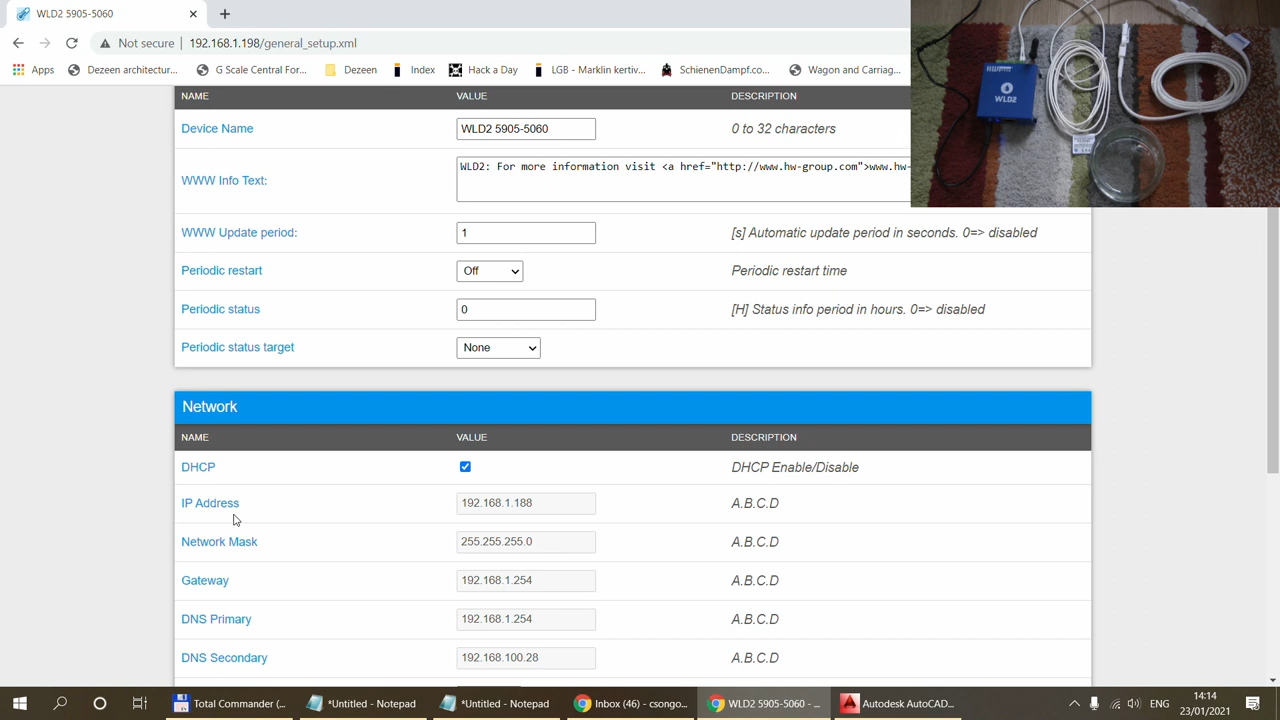 WLD2 5905-5060
Not secure
192.168.1.198/general_setup.xml
Apps
Dezeen architectur...
G Scale Central For
Dezeen
Index
Hack a Day
LGB - Marklin kertiv...
SchienenDampf.co...
Wagon and Carriag...
WLD2
NAME VALUE DESCRIPTION
Device Name WLD2 5905-5060 0 to 32 characters
WWW Info Text: WLD2: For more information visit <a href="http://www.hw-group.com">www.hw-
WWW Update period: 1 [s] Automatic update period in seconds. 0=> disabled
Periodic restart Off Periodic restart time
Periodic status 0 [H] Status info period in hours. 0=> disabled
Periodic status target None
Network
NAME VALUE DESCRIPTION
DHCP DHCP Enable/Disable
IP Address 192.168.1.188 A.B.C.D
Network Mask 255.255.255.0 A.B.C.D
Gateway 192.168.1.254 A.B.C.D
DNS Primary 192.168.1.254 A.B.C.D
DNS Secondary 192.168.100.28 A.B.C.D
Total Commander (...
*Untitled - Notepad
*Untitled - Notepad
Inbox (46) - csongo...
WLD2 5905-5060 - ...
Autodesk AutoCAD...
ENG
14:14
23/01/2021